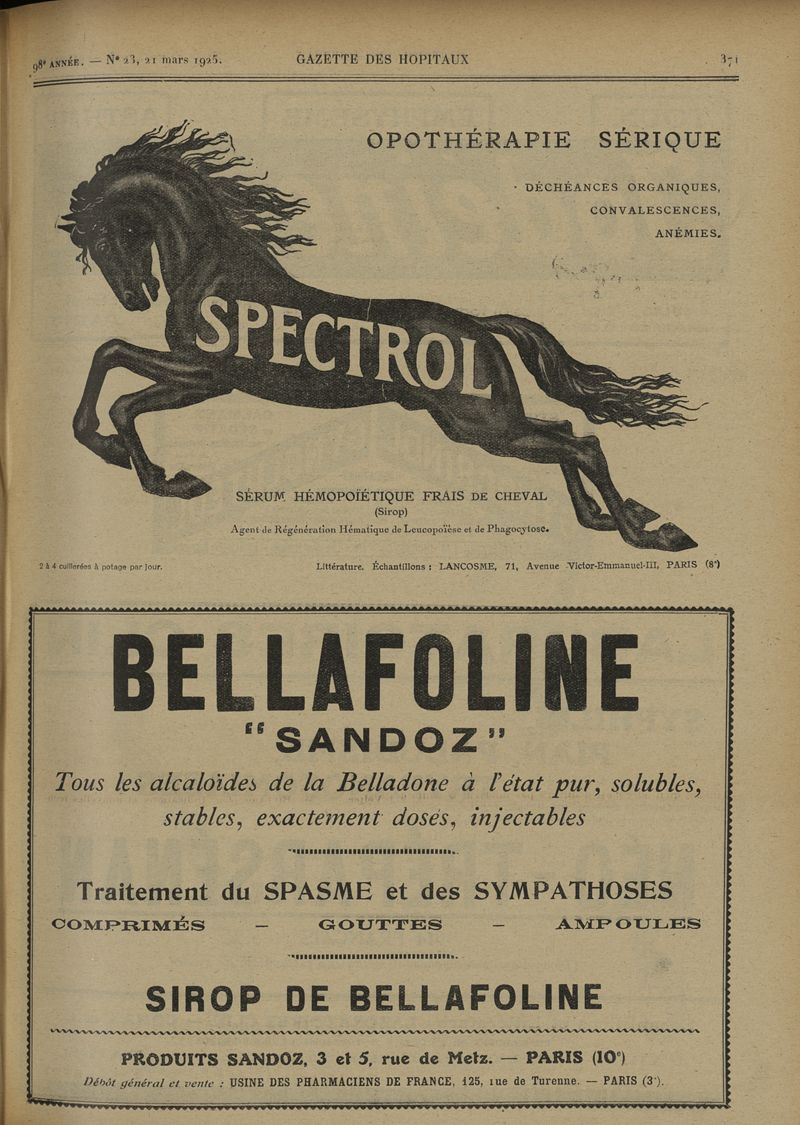 98e ANNÉE. — N° 23, 21 mars 1925. GAZETTE DES HOPITAUX 371
OPOTHÉRAPIE SÉRIQUE
DÉCHÉANCES ORGANIQUES,
CONVALESCENCES,
ANÉMIES.
SPECTROL
SÉRUM HÉMOPOÏÉTIQUE FRAIS DE CHEVAL
(Sirop)
Agent de Régénération Hématique de Leucopoïèse et de Phagocytose.
2 à 4 cuillerées à potage par jour. Littérature. Échantillons : LANCOSME, 71, Avenue Victor-Emmanuel-III, PARIS (8e)
BELLAFOLINE
"SANDOZ"
Tous les alcaloïdes de la Belladone à l'état pur, solubles,
stables, exactement dosés, injectables
Traitement du SPASME et des SYMPATHOSES
COMPRIMÉS — GOUTTES — AMPOULES
SIROP DE BELLAFOLINE
PRODUITS SANDOZ, 3 et 5, rue de Metz. — PARIS (10e)
Dépôt général et vente : USINE DES PHARMACIENS DE FRANCE, 125, rue de Turenne. — PARIS (3e).